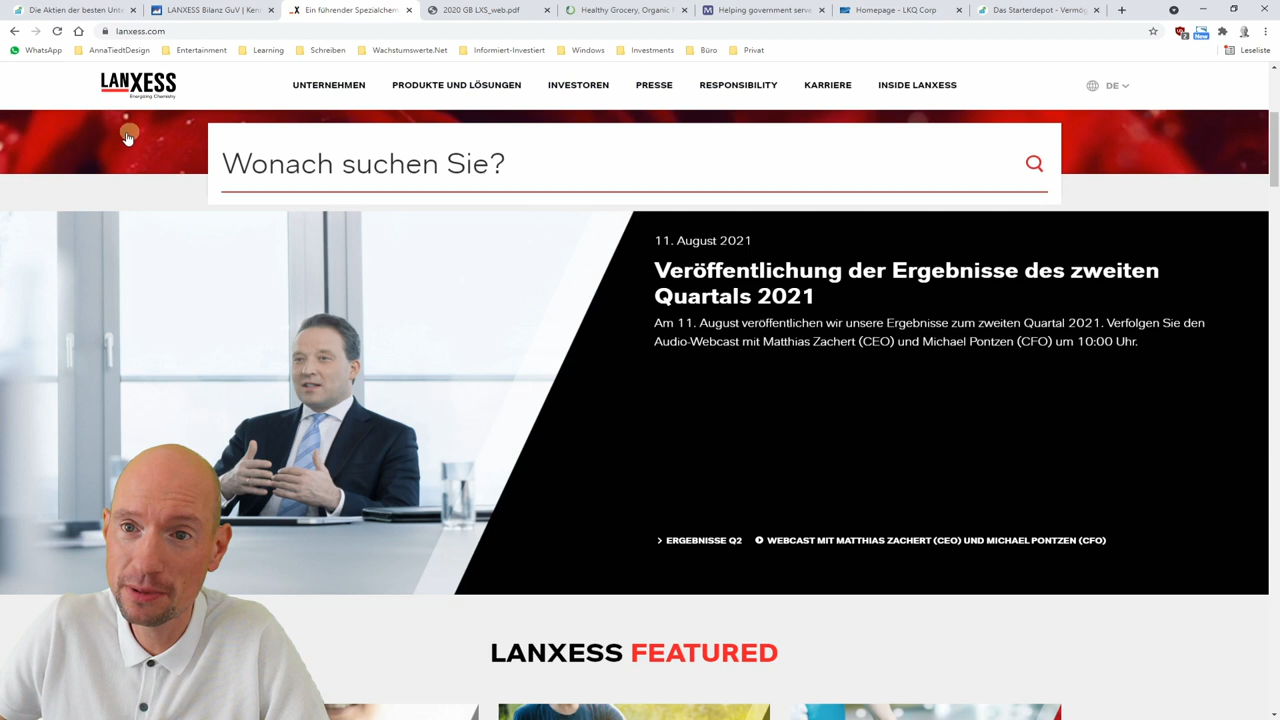 Die Aktien der besten Unter
LANXESS Bilanz GuV | Kenn
Ein führender Spezialchem
2020 GB LXS_web.pdf
Healthy Grocery, Organic F
Helping government serve
Homepage - LKQ Corp
Das Starterdepot - Vermög
lanxess.com
New
WhatsApp
AnnaTiedtDesign
Entertainment
Learning
Schreiben
Wachstumswerte.Net
Informiert-Investiert
Windows
Investments
Büro
Privat
Leseliste
LANXESS
Energizing Chemistry
UNTERNEHMEN
PRODUKTE UND LÖSUNGEN
INVESTOREN
PRESSE
RESPONSIBILITY
KARRIERE
INSIDE LANXESS
DE
Wonach suchen Sie?
11. August 2021
Veröffentlichung der Ergebnisse des zweiten
Quartals 2021
Am 11. August veröffentlichen wir unsere Ergebnisse zum zweiten Quartal 2021. Verfolgen Sie den
Audio-Webcast mit Matthias Zachert (CEO) und Michael Pontzen (CFO) um 10:00 Uhr.
ERGEBNISSE Q2
WEBCAST MIT MATTHIAS ZACHERT (CEO) UND MICHAEL PONTZEN (CFO)
LANXESS FEATURED